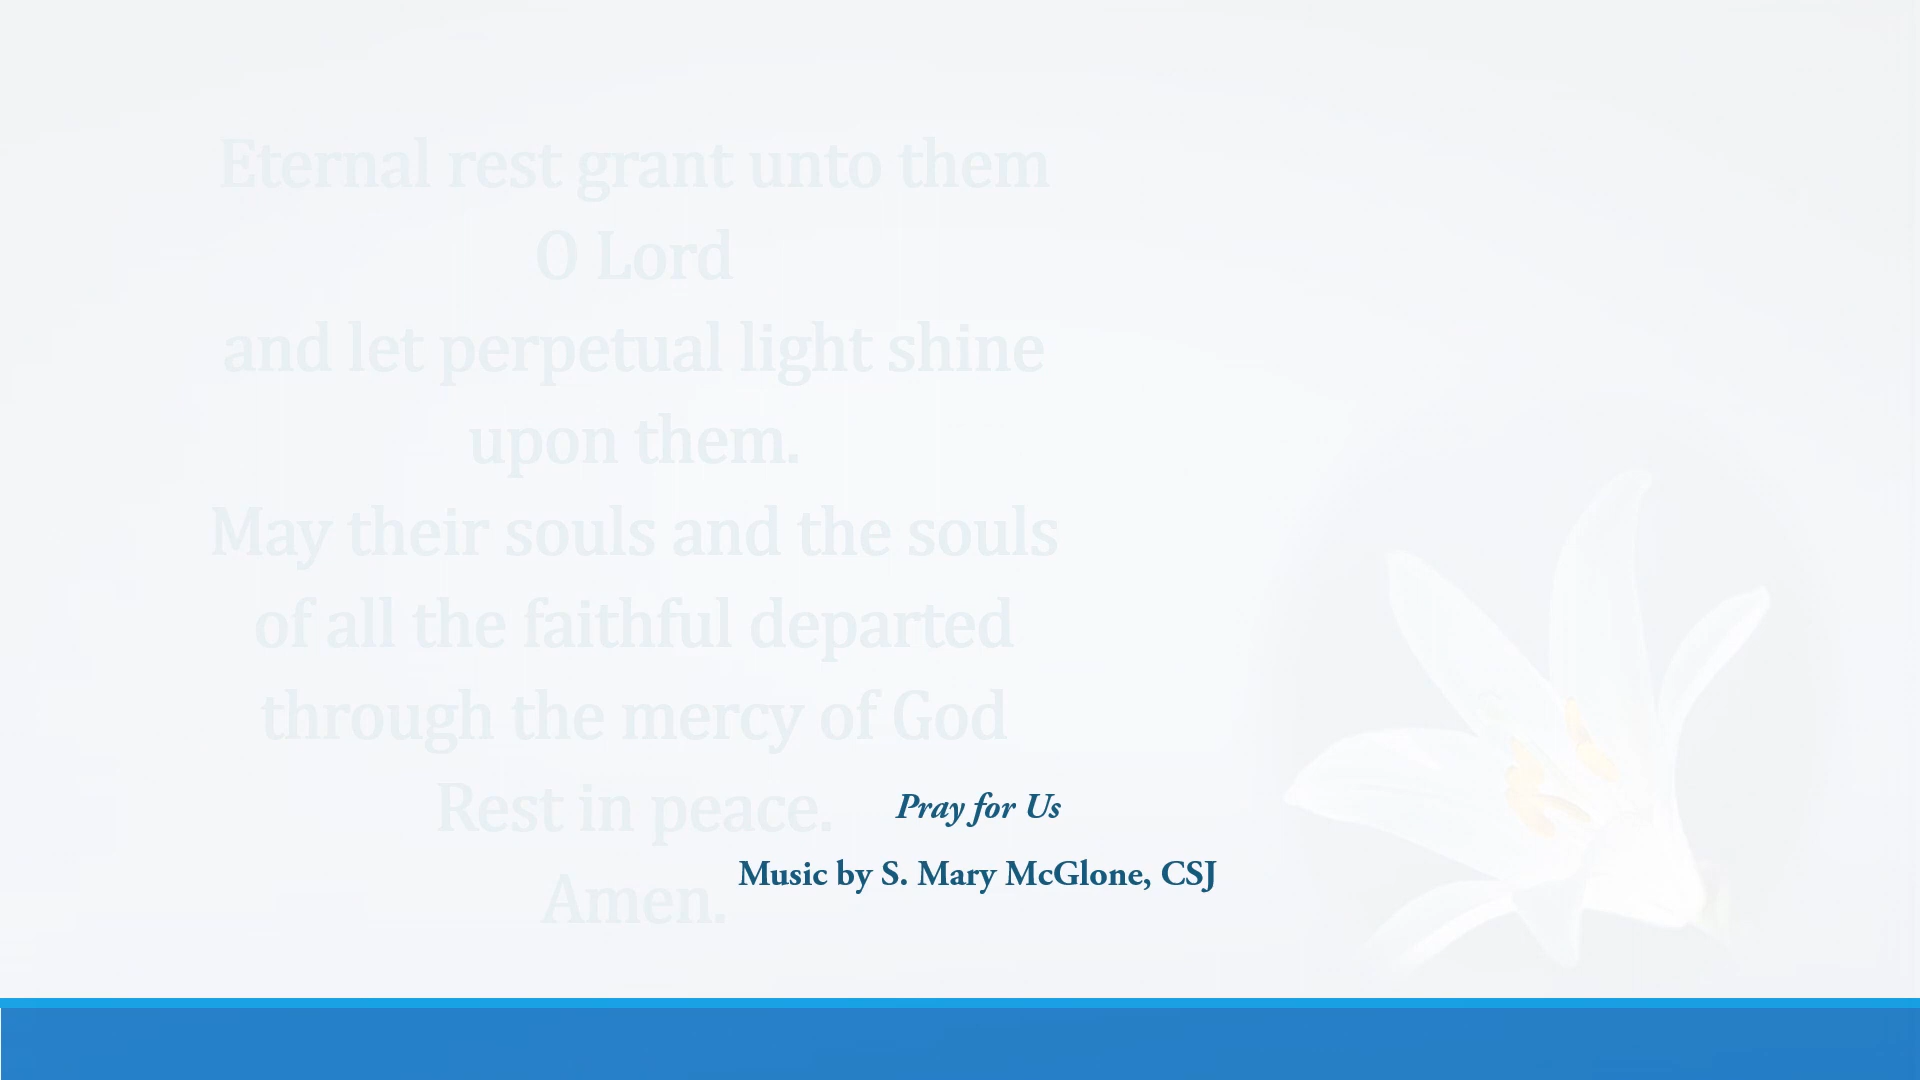 Eternal rest grant unto them
O Lord
and let perpetual light shine
upon them.
May their souls and the souls
of all the faithful departed
through the mercy of God
Rest in peace.
Amen.
Pray for Us
Music by S. Mary McGlone, CSJ